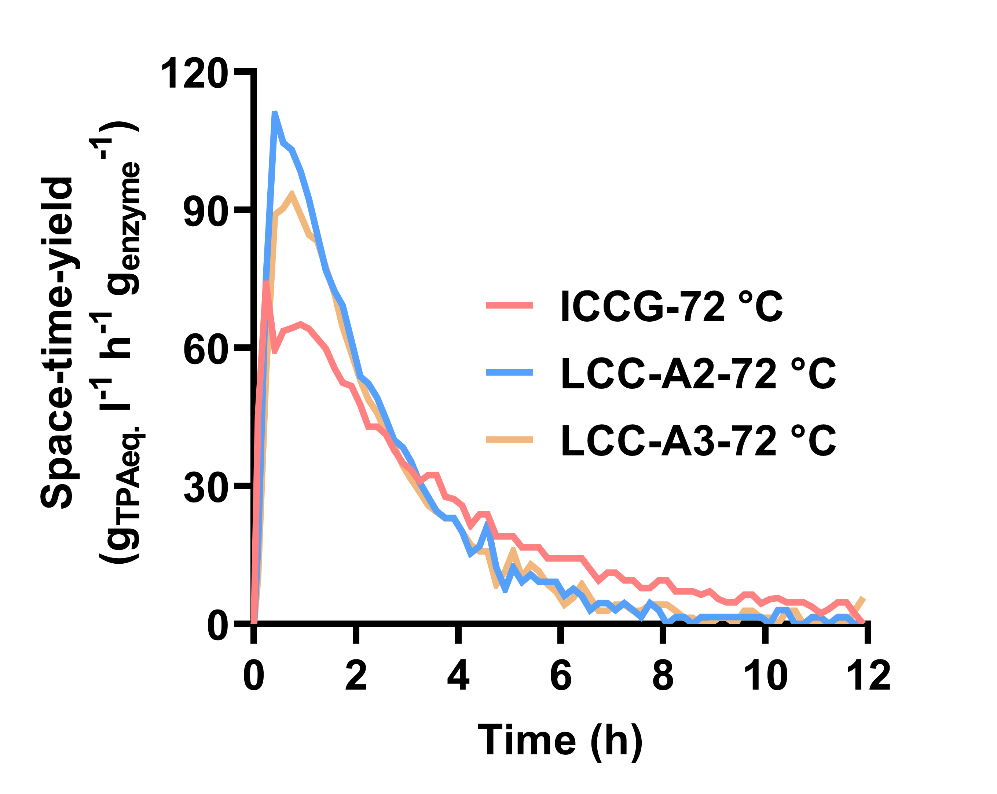 Space-time-yield
(gTPAeq. l-1 h-1 genzyme-1)
120
90
60
30
0
ICCG-72 °C
LCC-A2-72 °C
LCC-A3-72 °C
0 2 4 6 8 10 12
Time (h)